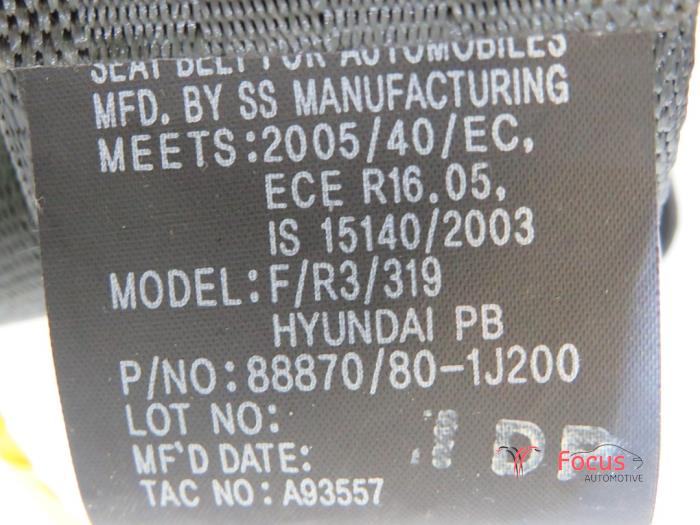 SEAT BELT FOR AUTOMOBILES
MFD. BY SS MANUFACTURING
MEETS:2005/40/EC,
ECE R16.05,
IS 15140/2003
MODEL:F/R3/319
HYUNDAI PB
P/NO:88870/80-1J200
LOT NO:
MF'D DATE:
TAC NO: A93557
Focus
AUTOMOTIVE